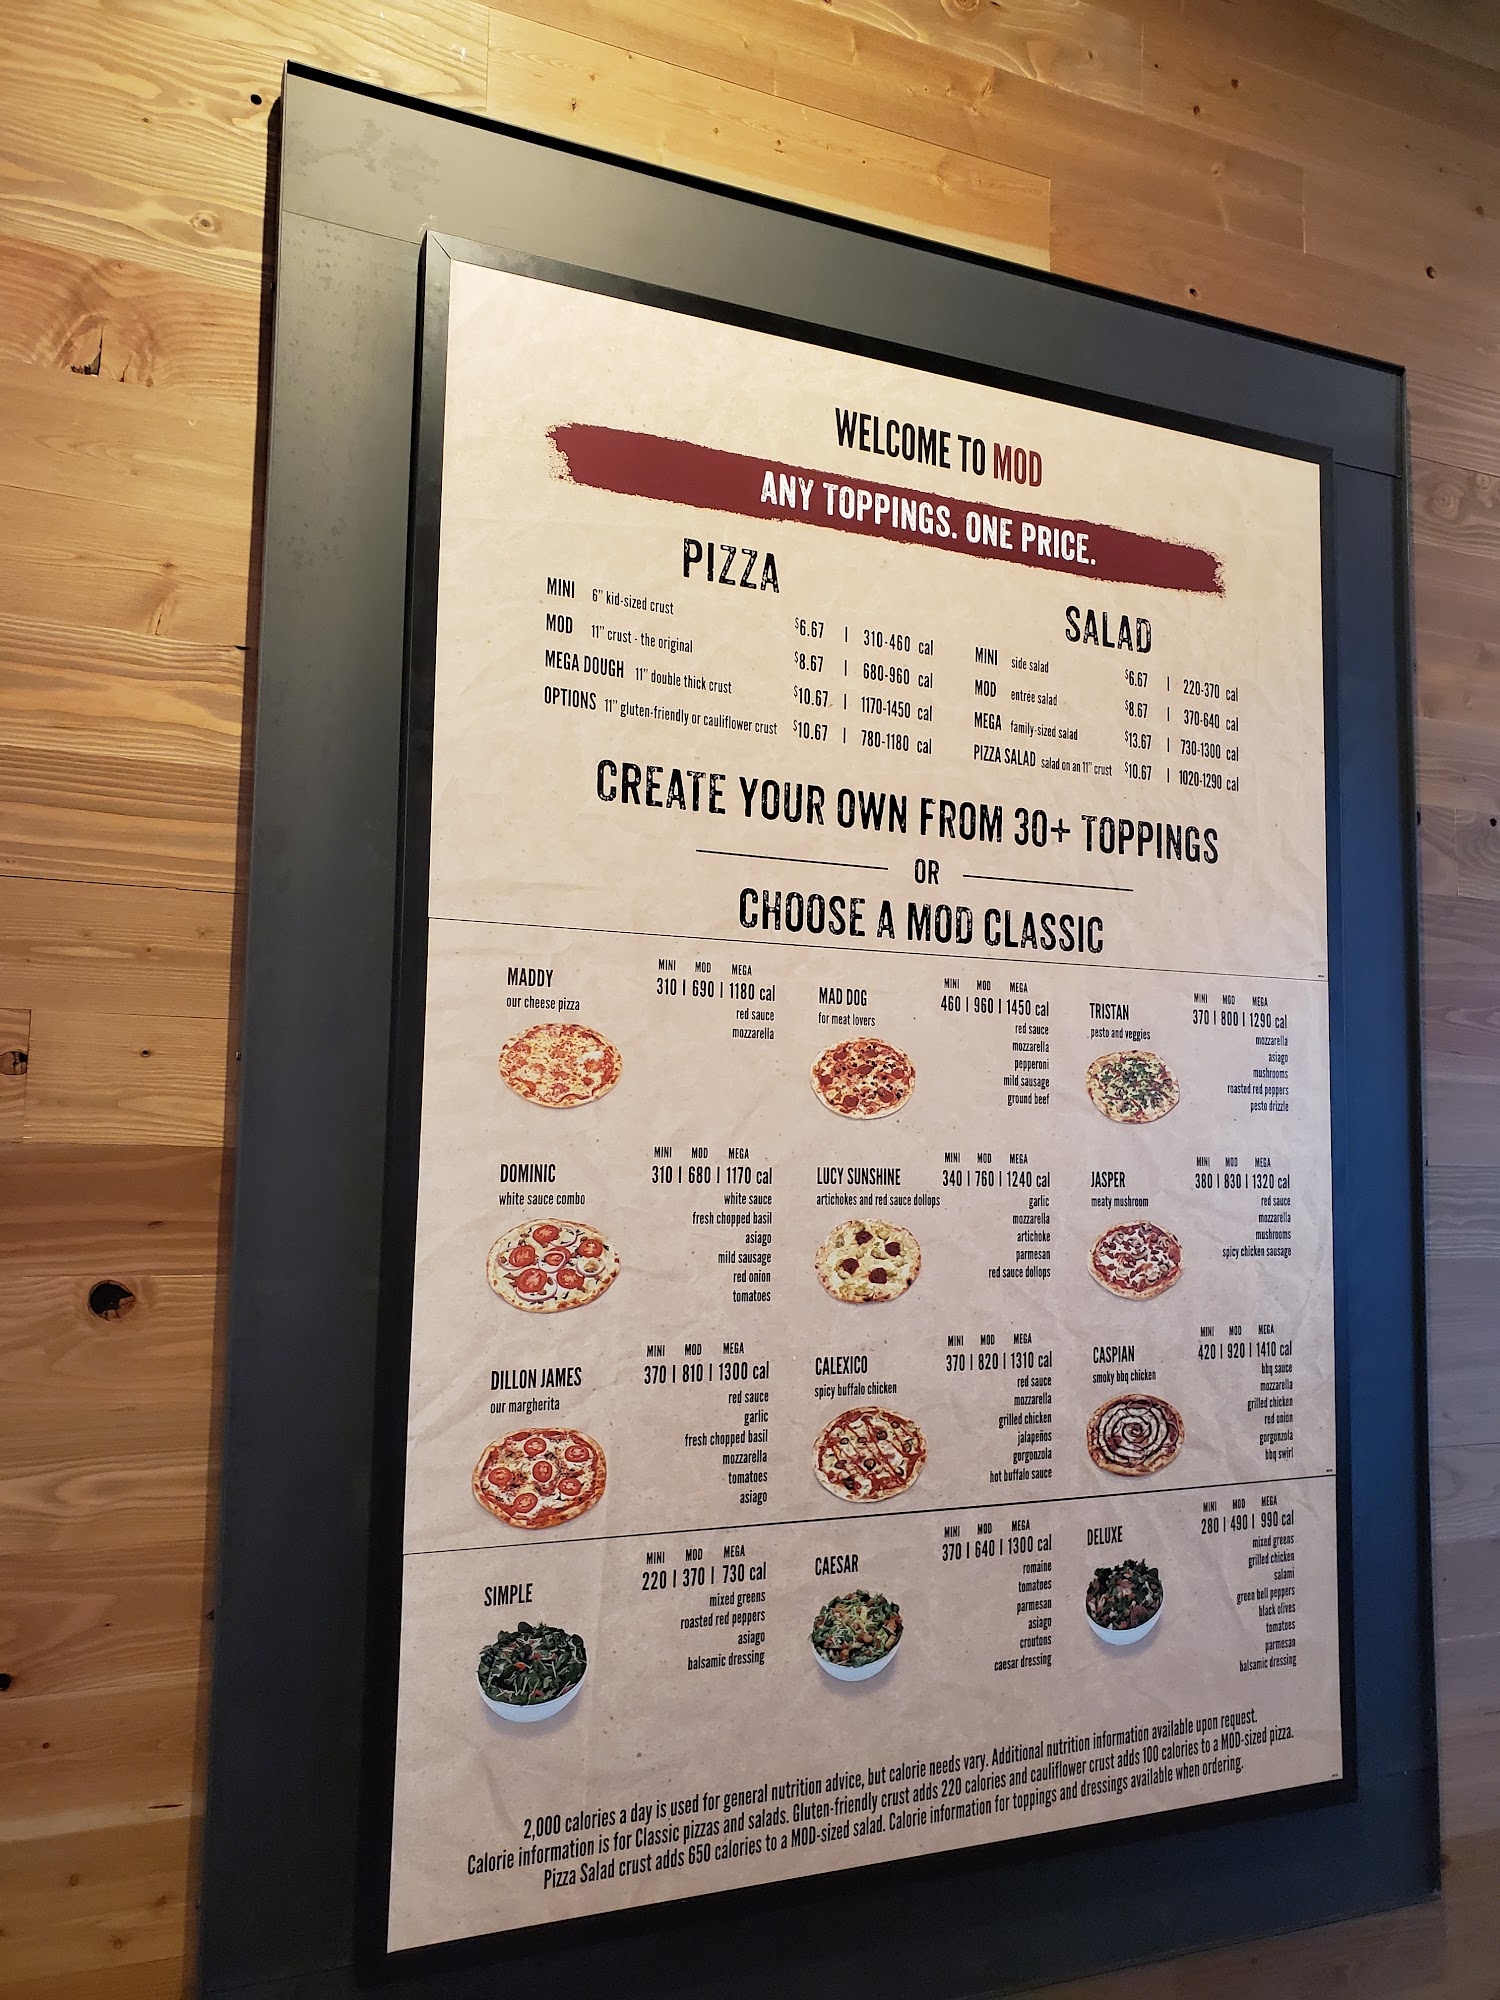 WELCOME TO MOD
ANY TOPPINGS. ONE PRICE.
PIZZA
MINI 6" kid-sized crust $6.67 | 310-460 cal
MOD 11" crust - the original $8.67 | 680-960 cal
MEGA DOUGH 11" double thick crust $10.67 | 1170-1450 cal
OPTIONS 11" gluten-friendly or cauliflower crust $10.67 | 780-1180 cal
SALAD
MINI side salad $6.67 | 220-370 cal
MOD entrée salad $8.67 | 370-640 cal
MEGA family-sized salad $13.67 | 730-1300 cal
PIZZA SALAD salad on an 11" crust $10.67 | 1020-1290 cal
CREATE YOUR OWN FROM 30+ TOPPINGS
OR
CHOOSE A MOD CLASSIC
MADDY
our cheese pizza
MINI MOD MEGA
310 | 690 | 1180 cal
red sauce
mozzarella
MAD DOG
for meat lovers
MINI MOD MEGA
460 | 960 | 1450 cal
red sauce
mozzarella
pepperoni
mild sausage
ground beef
TRISTAN
pesto and veggies
MINI MOD MEGA
370 | 800 | 1290 cal
mozzarella
asiago
mushrooms
roasted red peppers
pesto drizzle
DOMINIC
white sauce combo
MINI MOD MEGA
310 | 680 | 1170 cal
white sauce
fresh chopped basil
asiago
mild sausage
red onion
tomatoes
LUCY SUNSHINE
artichokes and red sauce dollops
MINI MOD MEGA
340 | 760 | 1240 cal
garlic
mozzarella
artichoke
parmesan
red sauce dollops
JASPER
meaty mushroom
MINI MOD MEGA
380 | 830 | 1320 cal
red sauce
mozzarella
mushrooms
spicy chicken sausage
DILLON JAMES
our margherita
MINI MOD MEGA
370 | 810 | 1300 cal
red sauce
garlic
fresh chopped basil
mozzarella
tomatoes
asiago
CALEXICO
spicy buffalo chicken
MINI MOD MEGA
370 | 820 | 1310 cal
red sauce
mozzarella
grilled chicken
jalapeños
gorgonzola
hot buffalo sauce
CASPIAN
smoky bbq chicken
MINI MOD MEGA
420 | 920 | 1410 cal
bbq sauce
mozzarella
grilled chicken
red onion
gorgonzola
bbq swirl
SIMPLE
MINI MOD MEGA
220 | 370 | 730 cal
mixed greens
roasted red peppers
asiago
balsamic dressing
CAESAR
MINI MOD MEGA
370 | 640 | 1300 cal
romaine
tomatoes
parmesan
asiago
croutons
caesar dressing
DELUXE
MINI MOD MEGA
280 | 490 | 990 cal
mixed greens
grilled chicken
salami
green bell peppers
black olives
tomatoes
parmesan
balsamic dressing
2,000 calories a day is used for general nutrition advice, but calorie needs vary. Additional nutrition information available upon request.
Calorie information is for Classic pizzas and salads. Gluten-friendly crust adds 220 calories and cauliflower crust adds 100 calories to a MOD-sized pizza.
Pizza Salad crust adds 650 calories to a MOD-sized salad. Calorie information for toppings and dressings available when ordering.